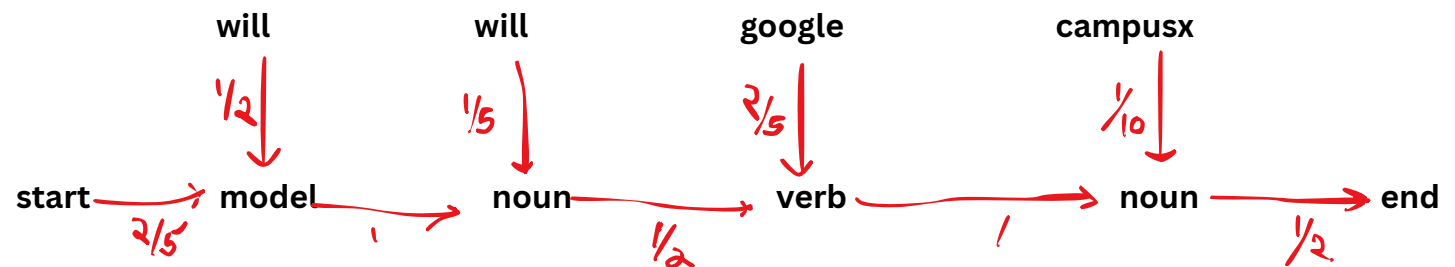 will will google campusx
1/2 1/5 2/5 1/10
start model noun verb noun end
2/5 1 1/2 1 1/2